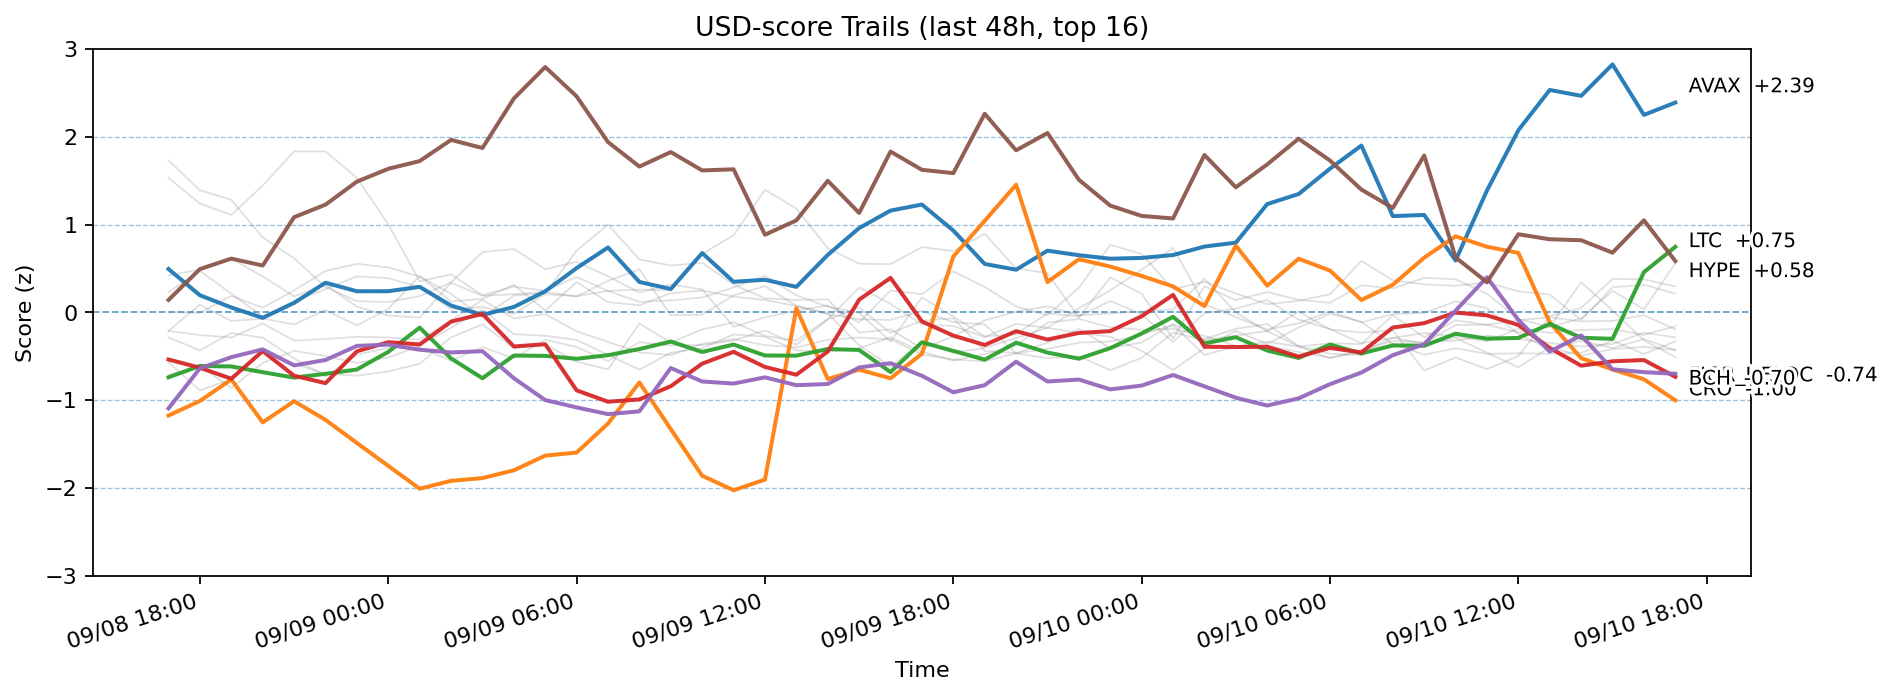 USD-score Trails (last 48h, top 16)
Score (z)
3
2
1
0
−1
−2
−3
AVAX +2.39
LTC +0.75
HYPE +0.58
BCH −0.70
C -0.74
CRO -1.00
09/08 18:00
09/09 00:00
09/09 06:00
09/09 12:00
09/09 18:00
09/10 00:00
09/10 06:00
09/10 12:00
09/10 18:00
Time